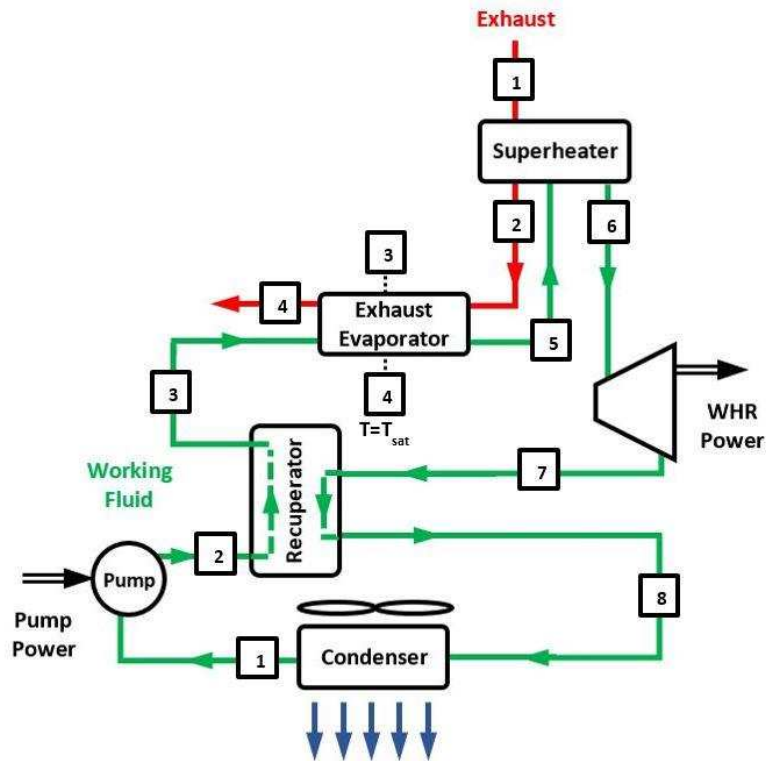 Exhaust
1
Superheater
2
6
3
4
Exhaust
Evaporator
5
3
4
T=Tsat
WHR
Power
7
Working
Fluid
Recuperator
2
Pump
8
Pump
Power
1
Condenser